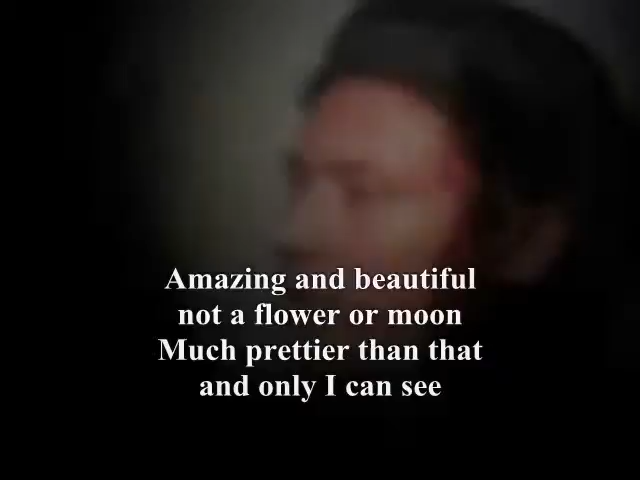 Amazing and beautiful
not a flower or moon
Much prettier than that
and only I can see